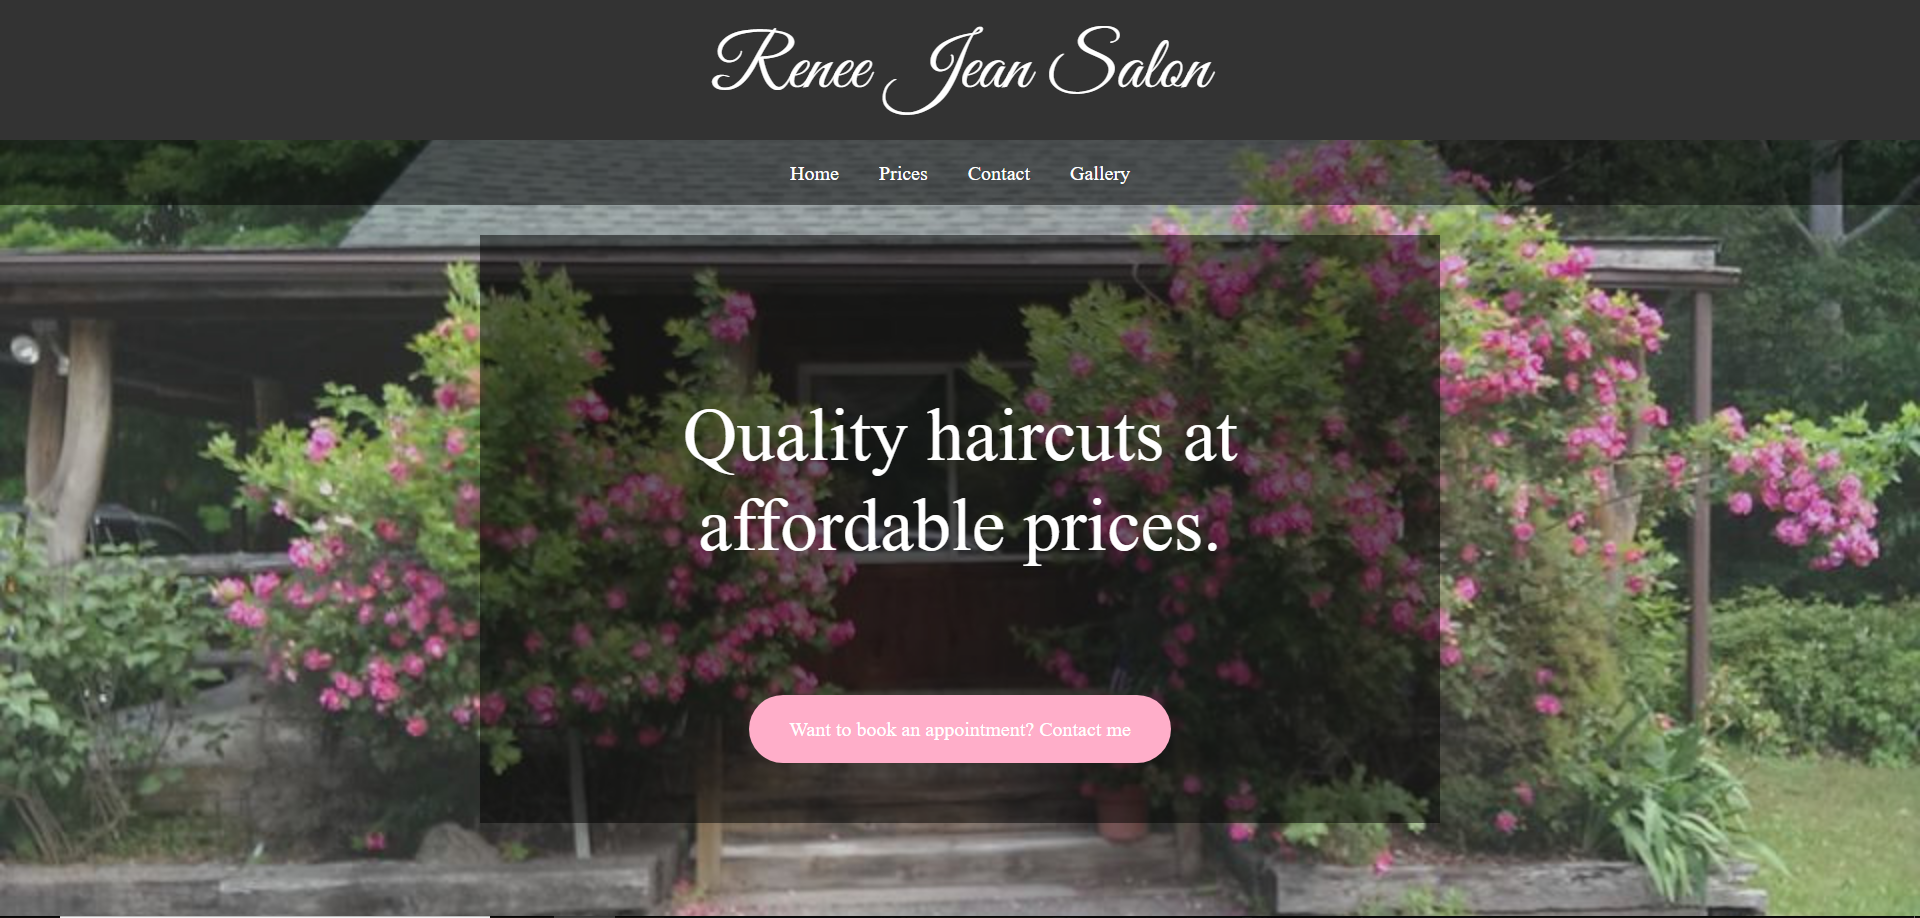 Renee Jean Salon
Home Prices Contact Gallery
Quality haircuts at
affordable prices.
Want to book an appointment? Contact me